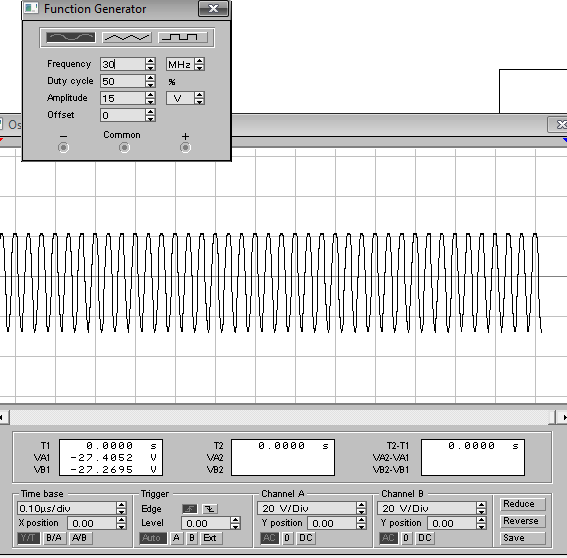 Function Generator
Frequency 30 MHz
Duty cycle 50 %
Amplitude 15 V
Offset 0
Os
− Common +
T1 0.0000 s T2 0.0000 s T2-T1 0.0000 s
VA1 -27.4052 V VA2 VA2-VA1
VB1 -27.2695 V VB2 VB2-VB1
Time base Trigger Channel A Channel B Reduce
0.10µs/div Edge 20 V/Div 20 V/Div Reverse
X position 0.00 Level 0.00 Y position 0.00 Y position 0.00
Y/T B/A A/B Auto A B Ext AC 0 DC AC 0 DC Save